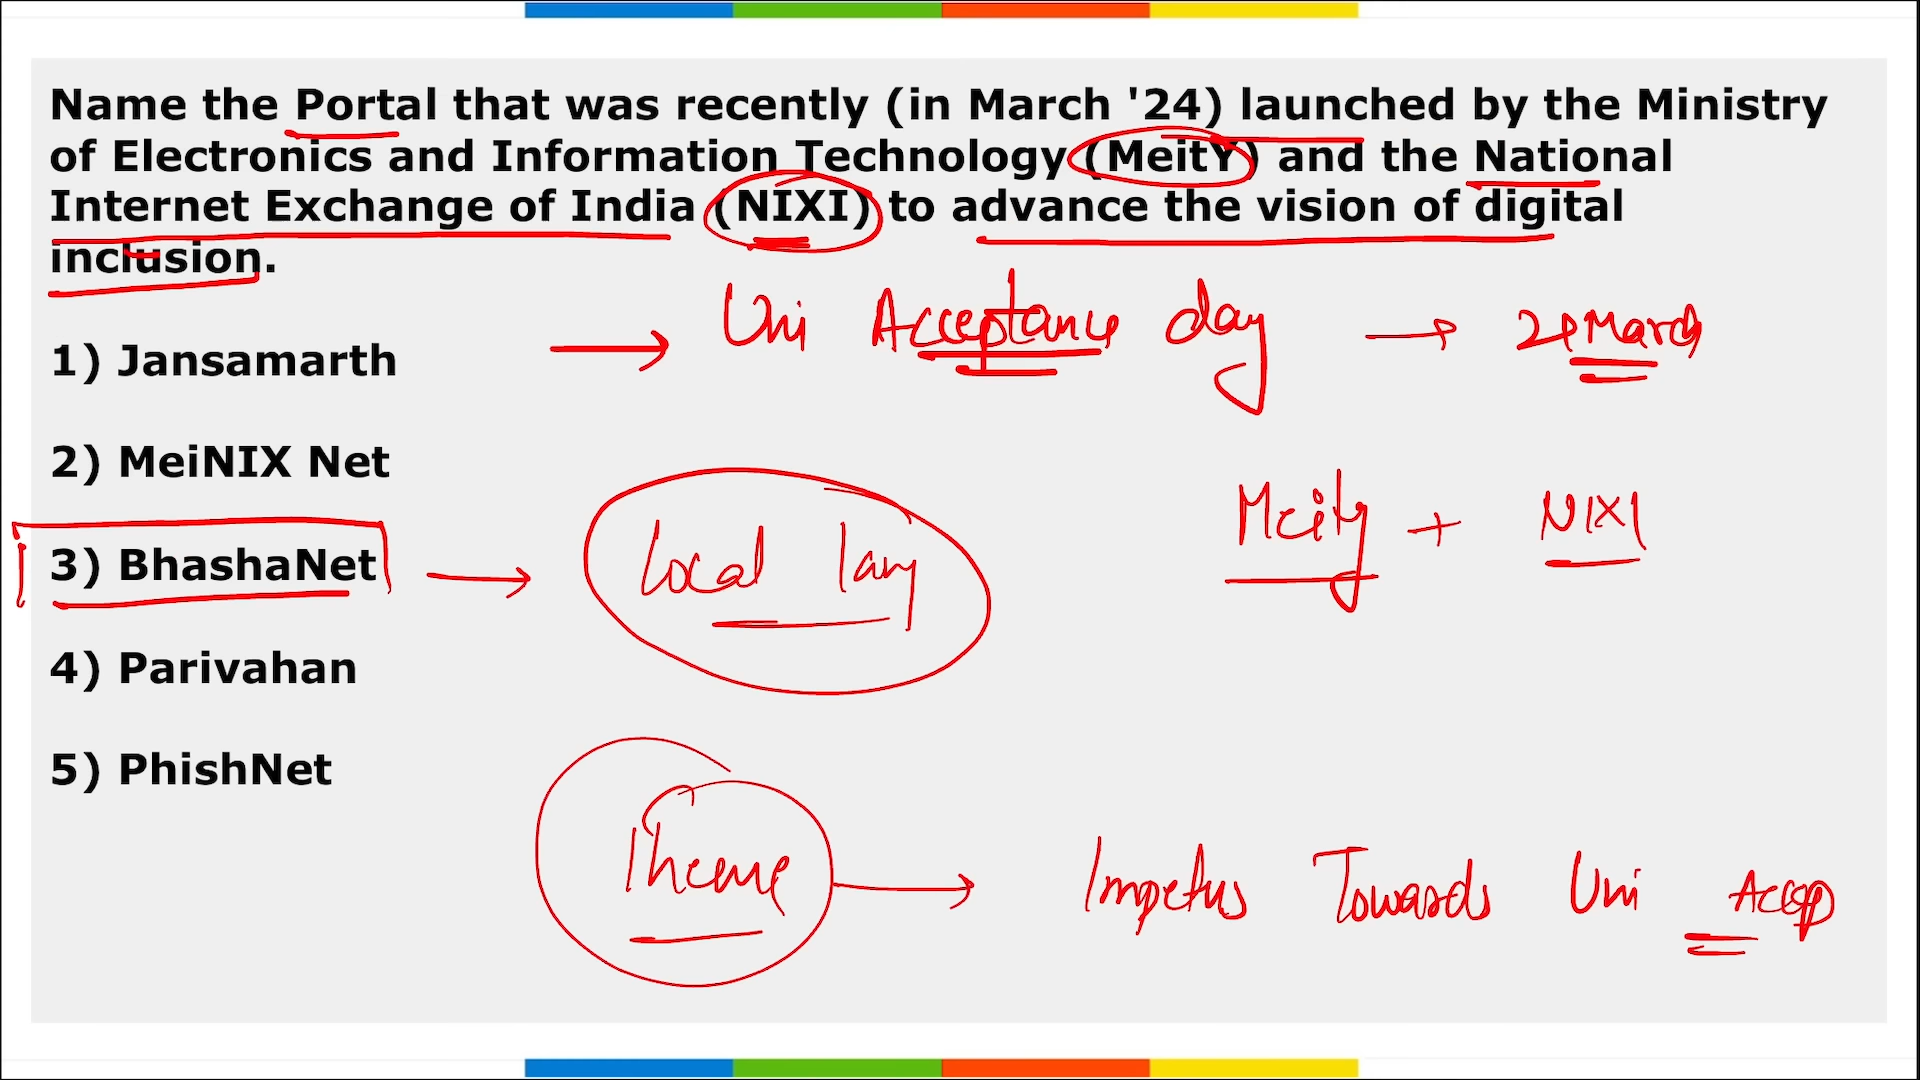 Name the Portal that was recently (in March '24) launched by the Ministry
of Electronics and Information Technology (MeitY) and the National
Internet Exchange of India (NIXI) to advance the vision of digital
inclusion.
Uni Acceptance day → March
1) Jansamarth
2) MeiNIX Net
Meity + NIXI
3) BhashaNet → Local lang
4) Parivahan
5) PhishNet
Theme → Impetus Towards Uni Accep